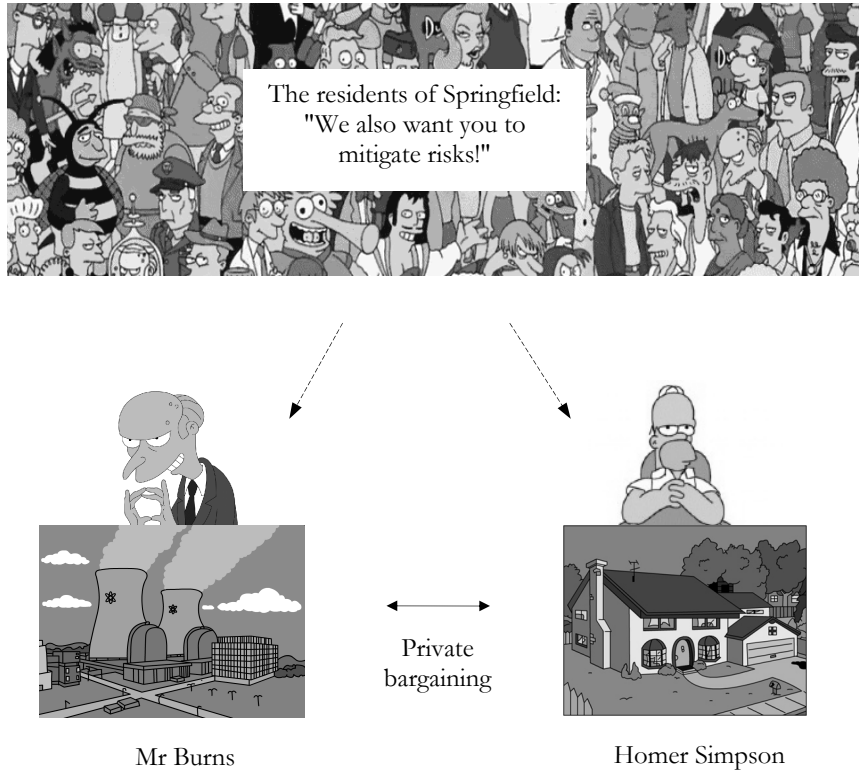 The residents of Springfield:
"We also want you to
mitigate risks!"
Private
bargaining
Mr Burns
Homer Simpson